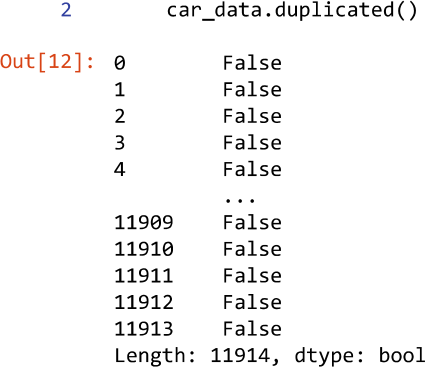 2 car_data.duplicated()
Out[12]: 0 False
1 False
2 False
3 False
4 False
...
11909 False
11910 False
11911 False
11912 False
11913 False
Length: 11914, dtype: bool